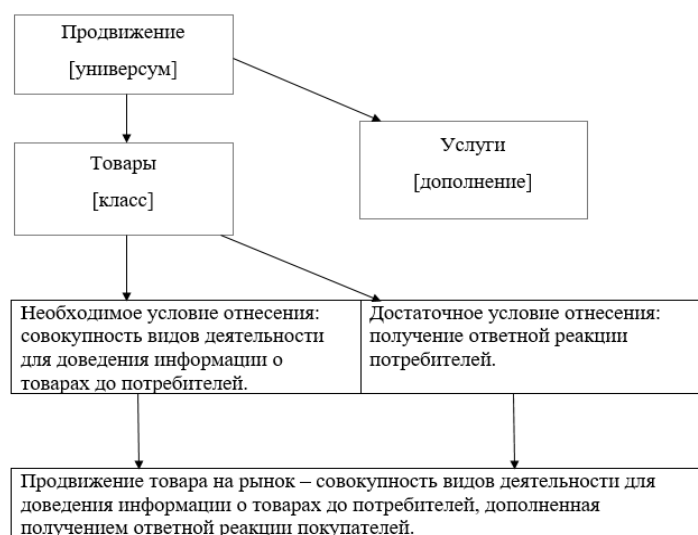 Продвижение
[универсум]
Услуги
[дополнение]
Товары
[класс]
Необходимое условие отнесения:
совокупность видов деятельности
для доведения информации о
товарах до потребителей.
Достаточное условие отнесения:
получение ответной реакции
потребителей.
Продвижение товара на рынок – совокупность видов деятельности для
доведения информации о товарах до потребителей, дополненная
получением ответной реакции покупателей.